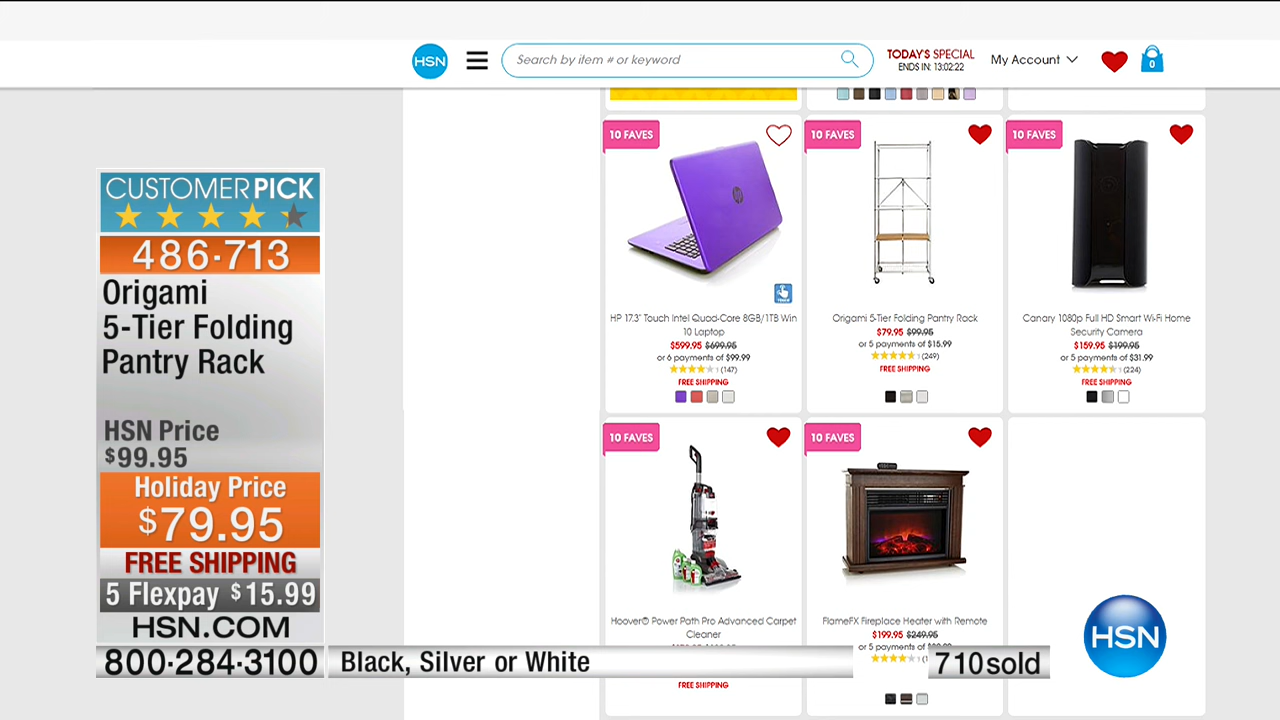 HSN
Search by item # or keyword
TODAY'S SPECIAL
ENDS IN: 13:02:22
My Account
0
CUSTOMER PICK
486·713
Origami
5-Tier Folding
Pantry Rack
HSN Price
$99.95
Holiday Price
$79.95
FREE SHIPPING
5 Flexpay $15.99
HSN.COM
800·284·3100
Black, Silver or White
710 sold
HSN
10 FAVES
hp
HP 17.3" Touch Intel Quad-Core 8GB/1TB Win
10 Laptop
$599.95 $699.95
or 6 payments of $99.99
(147)
FREE SHIPPING
10 FAVES
Origami 5-Tier Folding Pantry Rack
$79.95 $99.95
or 5 payments of $15.99
(249)
FREE SHIPPING
10 FAVES
Canary 1080p Full HD Smart Wi-Fi Home
Security Camera
$159.95 $199.95
or 5 payments of $31.99
(224)
FREE SHIPPING
10 FAVES
Hoover® Power Path Pro Advanced Carpet
Cleaner
FREE SHIPPING
10 FAVES
FlameFX Fireplace Heater with Remote
$199.95 $249.95
or 5 payments of